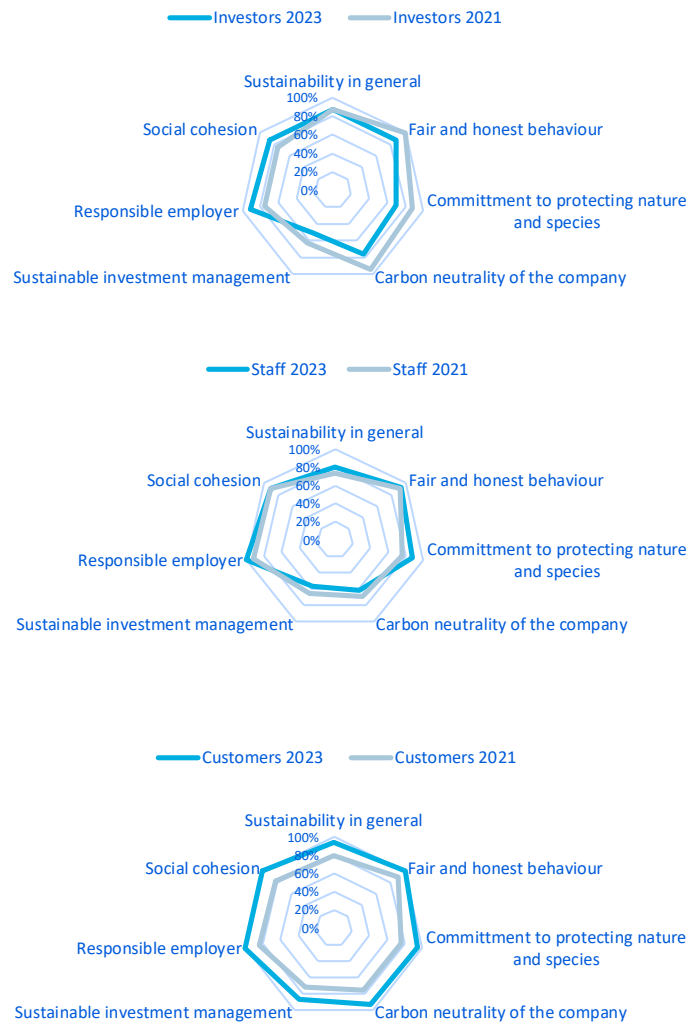 Investors 2023 Investors 2021
Sustainability in general
100%
80%
60%
40%
20%
0%
Social cohesion
Fair and honest behaviour
Responsible employer
Committment to protecting nature
and species
Sustainable investment management
Carbon neutrality of the company
Staff 2023 Staff 2021
Sustainability in general
100%
80%
60%
40%
20%
0%
Social cohesion
Fair and honest behaviour
Responsible employer
Committment to protecting nature
and species
Sustainable investment management
Carbon neutrality of the company
Customers 2023 Customers 2021
Sustainability in general
100%
80%
60%
40%
20%
0%
Social cohesion
Fair and honest behaviour
Responsible employer
Committment to protecting nature
and species
Sustainable investment management
Carbon neutrality of the company